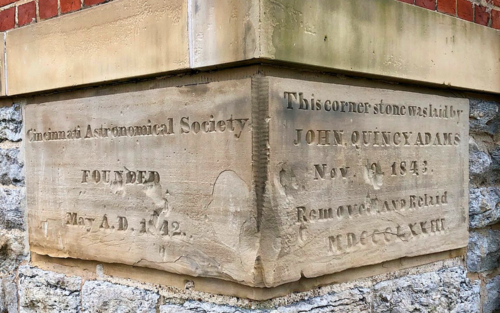 Cincinnati Astronomical Society
FOUNDED
May A.D. 1842.
This corner stone was laid by
JOHN QUINCY ADAMS
Nov. 9. 1843.
Removed And Relaid
MDCCCLXXIII